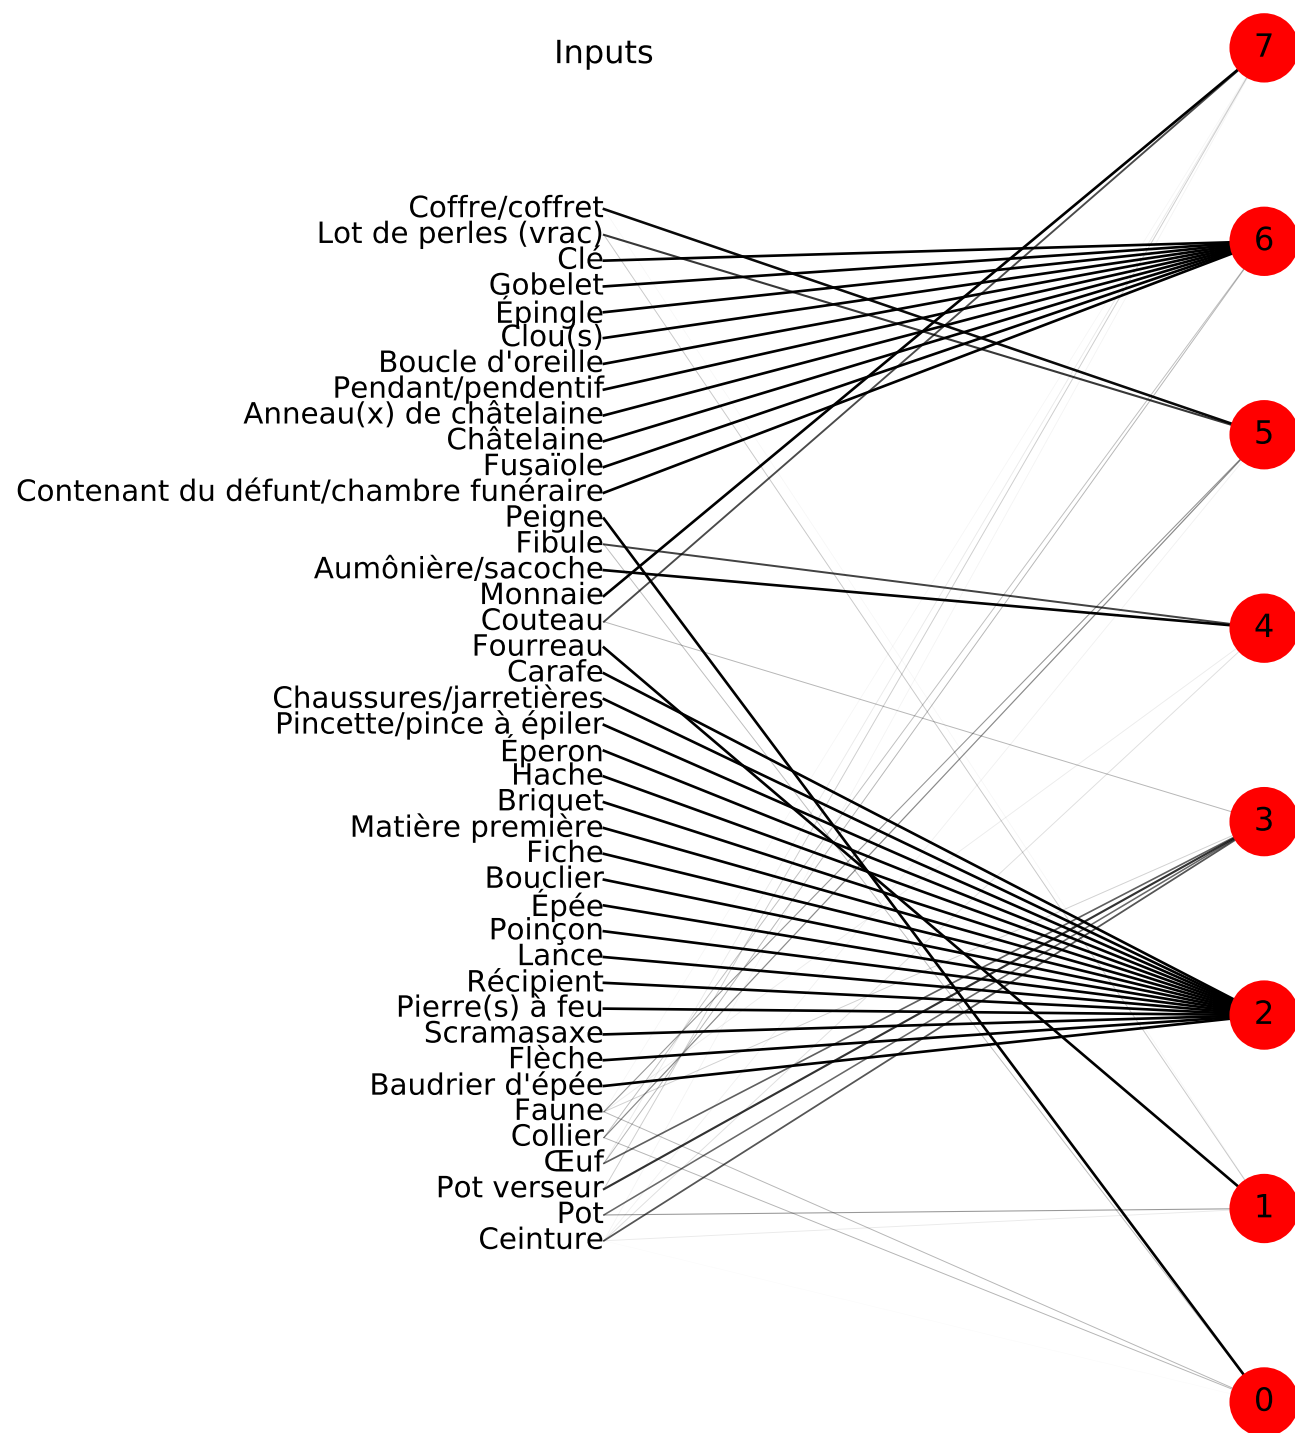 Inputs
7
Coffre/coffret
Lot de perles (vrac)
6
Clé
Gobelet
Épingle
Clou(s)
Boucle d'oreille
Pendant/pendentif
Anneau(x) de châtelaine
5
Châtelaine
Fusaïole
Contenant du défunt/chambre funéraire
Peigne
Fibule
Aumônière/sacoche
Monnaie
Couteau
4
Fourreau
Carafe
Chaussures/jarretières
Pincette/pince à épiler
Éperon
Hache
Briquet
3
Matière première
Fiche
Bouclier
Épée
Poinçon
Lance
Récipient
Pierre(s) à feu
2
Scramasaxe
Flèche
Baudrier d'épée
Faune
Collier
Œuf
Pot verseur
1
Pot
Ceinture
0